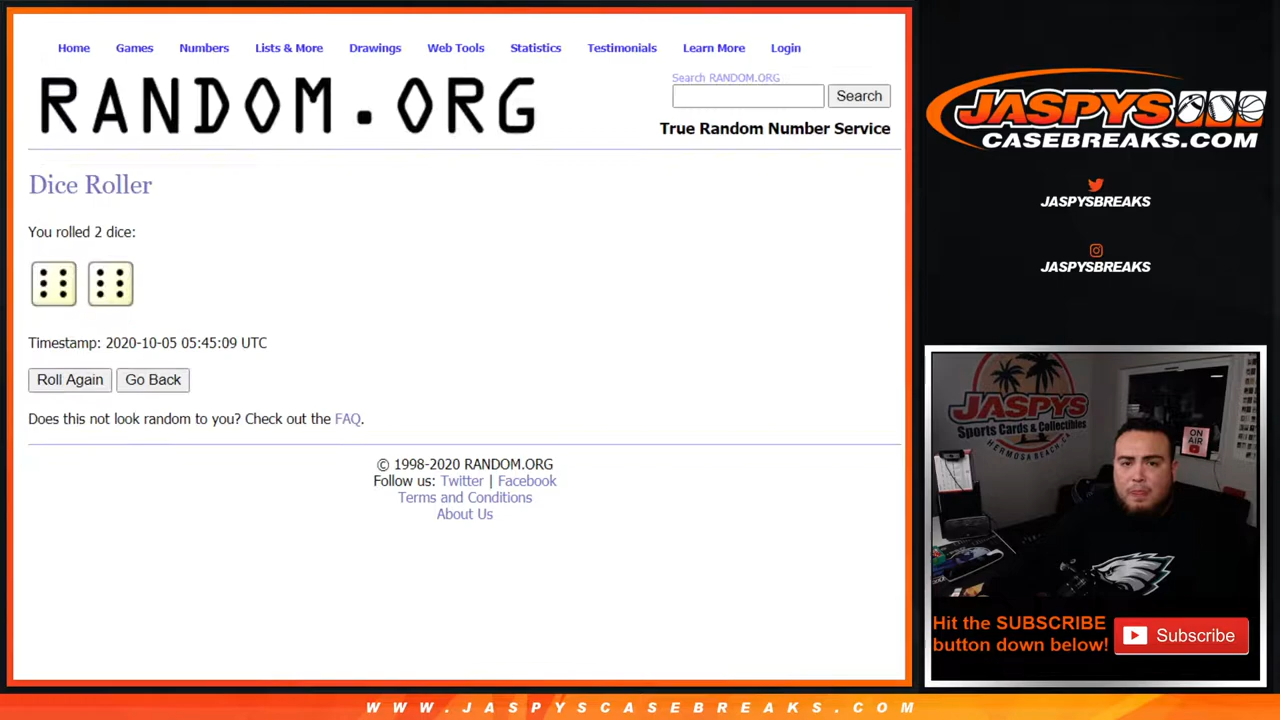 Home Games Numbers Lists & More Drawings Web Tools Statistics Testimonials Learn More Login
RANDOM.ORG
Search RANDOM.ORG
Search
True Random Number Service
Dice Roller
You rolled 2 dice:
Timestamp: 2020-10-05 05:45:09 UTC
Roll Again Go Back
Does this not look random to you? Check out the FAQ.
© 1998-2020 RANDOM.ORG
Follow us: Twitter | Facebook
Terms and Conditions
About Us
JASPYS
CASEBREAKS.COM
JASPYSBREAKS
JASPYSBREAKS
JASPYS
Sports Cards & Collectibles
HERMOSA BEACH, CA
ON
AIR
Hit the SUBSCRIBE
button down below!
Subscribe
WWW.JASPYSCASEBREAKS.COM